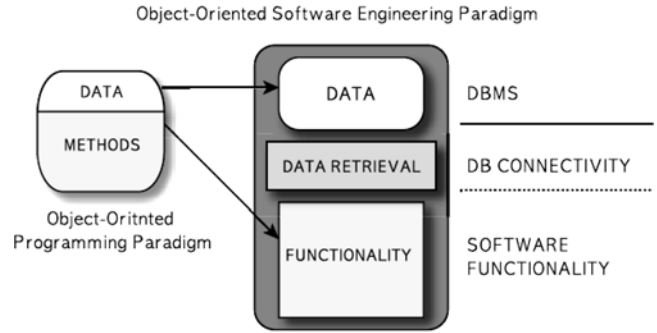 Object-Oriented Software Engineering Paradigm
DATA
METHODS
Object-Oritnted
Programming Paradigm
DATA
DATA RETRIEVAL
FUNCTIONALITY
DBMS
DB CONNECTIVITY
SOFTWARE
FUNCTIONALITY